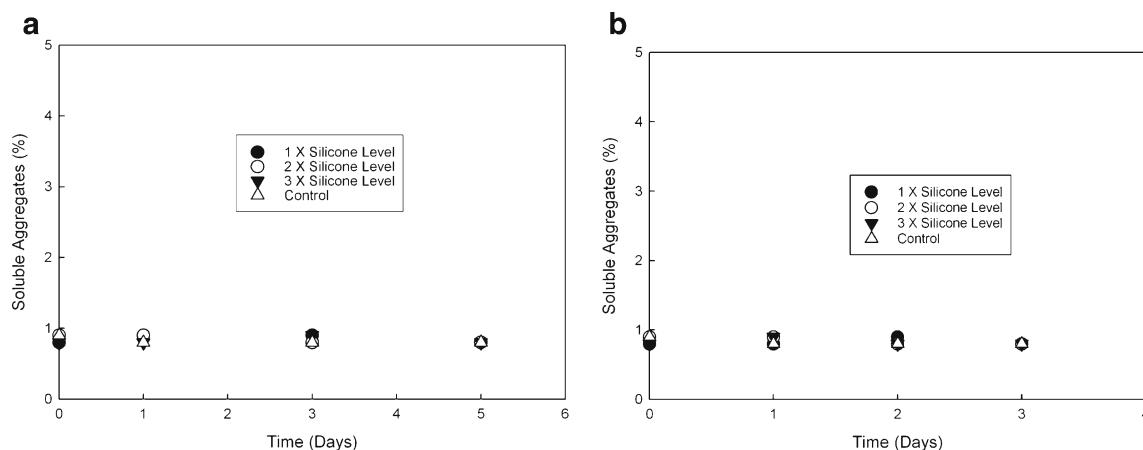 a
5
4
3
2
1
0
Soluble Aggregates (%)
1 X Silicone Level
2 X Silicone Level
3 X Silicone Level
Control
0 1 2 3 4 5 6
Time (Days)
b
5
4
3
2
1
0
Soluble Aggregates (%)
1 X Silicone Level
2 X Silicone Level
3 X Silicone Level
Control
0 1 2 3 4
Time (Days)